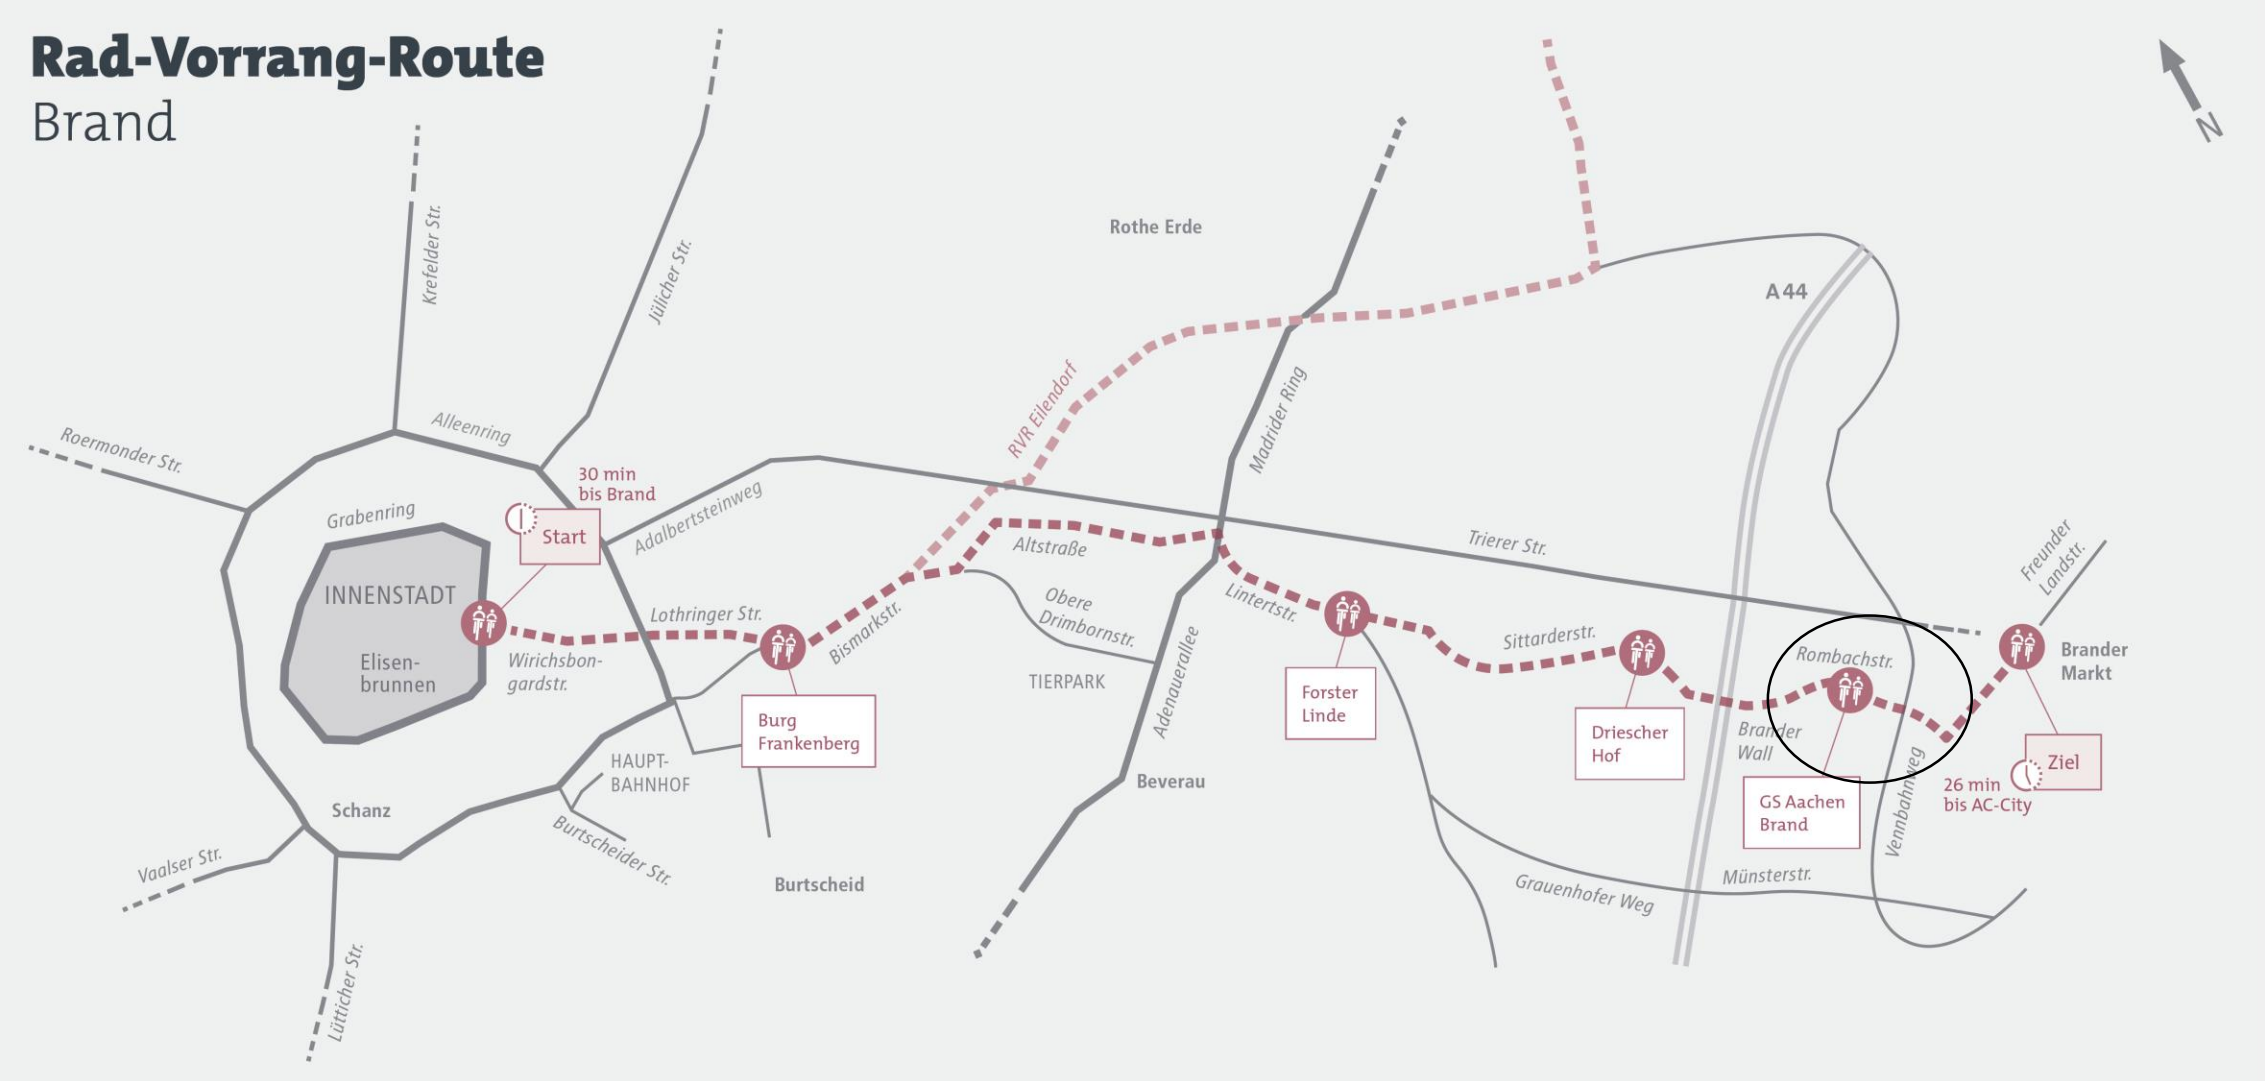 Rad-Vorrang-Route
Brand
N
Krefelder Str.
Jülicher Str.
Rothe Erde
A 44
RVR Eilendorf
Madrider Ring
Roermonder Str.
Alleenring
30 min
bis Brand
Grabenring
Start
Adalbertsteinweg
Trierer Str.
Altstraße
Freunder
Landstr.
INNENSTADT
Elisen-
brunnen
Lothringer Str.
Wirichsbon-
gardstr.
Bismarkstr.
Obere
Drimbornstr.
Lintertstr.
Sittarderstr.
Rombachstr.
Brander
Markt
TIERPARK
Adenauerallee
Forster
Linde
Driescher
Hof
Brander
Wall
Burg
Frankenberg
HAUPT-
BAHNHOF
Beverau
Ziel
26 min
bis AC-City
GS Aachen
Brand
Vennbahnweg
Schanz
Burtscheider Str.
Vaalser Str.
Burtscheid
Grauenhofer Weg
Münsterstr.
Lütticher Str.